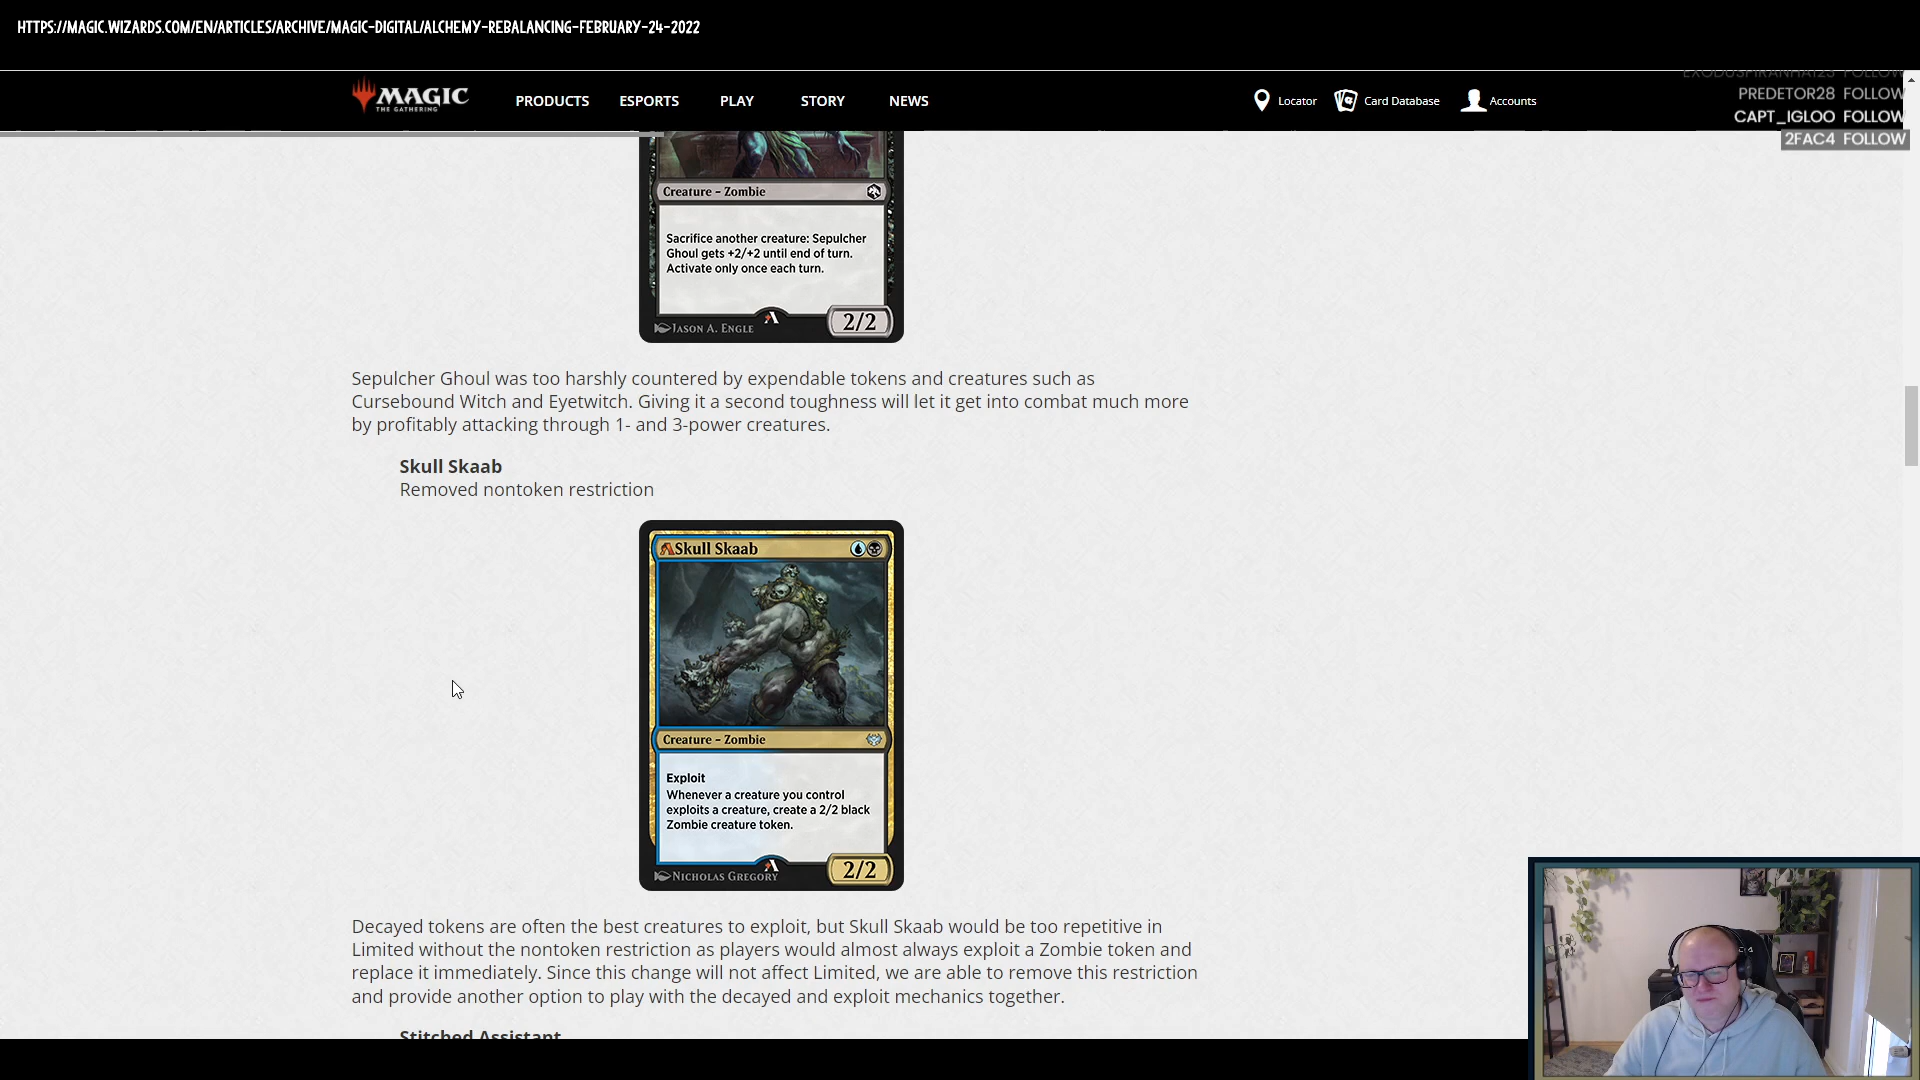 HTTPS://MAGIC.WIZARDS.COM/EN/ARTICLES/ARCHIVE/MAGIC-DIGITAL/ALCHEMY-REBALANCING-FEBRUARY-24-2022
EXODUSPIRANHA123 FOLLOW
MAGIC
THE GATHERING
PRODUCTS ESPORTS PLAY STORY NEWS
Locator Card Database Accounts
PREDETOR28 FOLLOW
CAPT_IGLOO FOLLOW
2FAC4 FOLLOW
Creature – Zombie
Sacrifice another creature: Sepulcher
Ghoul gets +2/+2 until end of turn.
Activate only once each turn.
JASON A. ENGLE
2/2
Sepulcher Ghoul was too harshly countered by expendable tokens and creatures such as
Cursebound Witch and Eyetwitch. Giving it a second toughness will let it get into combat much more
by profitably attacking through 1- and 3-power creatures.
Skull Skaab
Removed nontoken restriction
Skull Skaab
Creature – Zombie
Exploit
Whenever a creature you control
exploits a creature, create a 2/2 black
Zombie creature token.
NICHOLAS GREGORY
2/2
Decayed tokens are often the best creatures to exploit, but Skull Skaab would be too repetitive in
Limited without the nontoken restriction as players would almost always exploit a Zombie token and
replace it immediately. Since this change will not affect Limited, we are able to remove this restriction
and provide another option to play with the decayed and exploit mechanics together.
Stitched Assistant